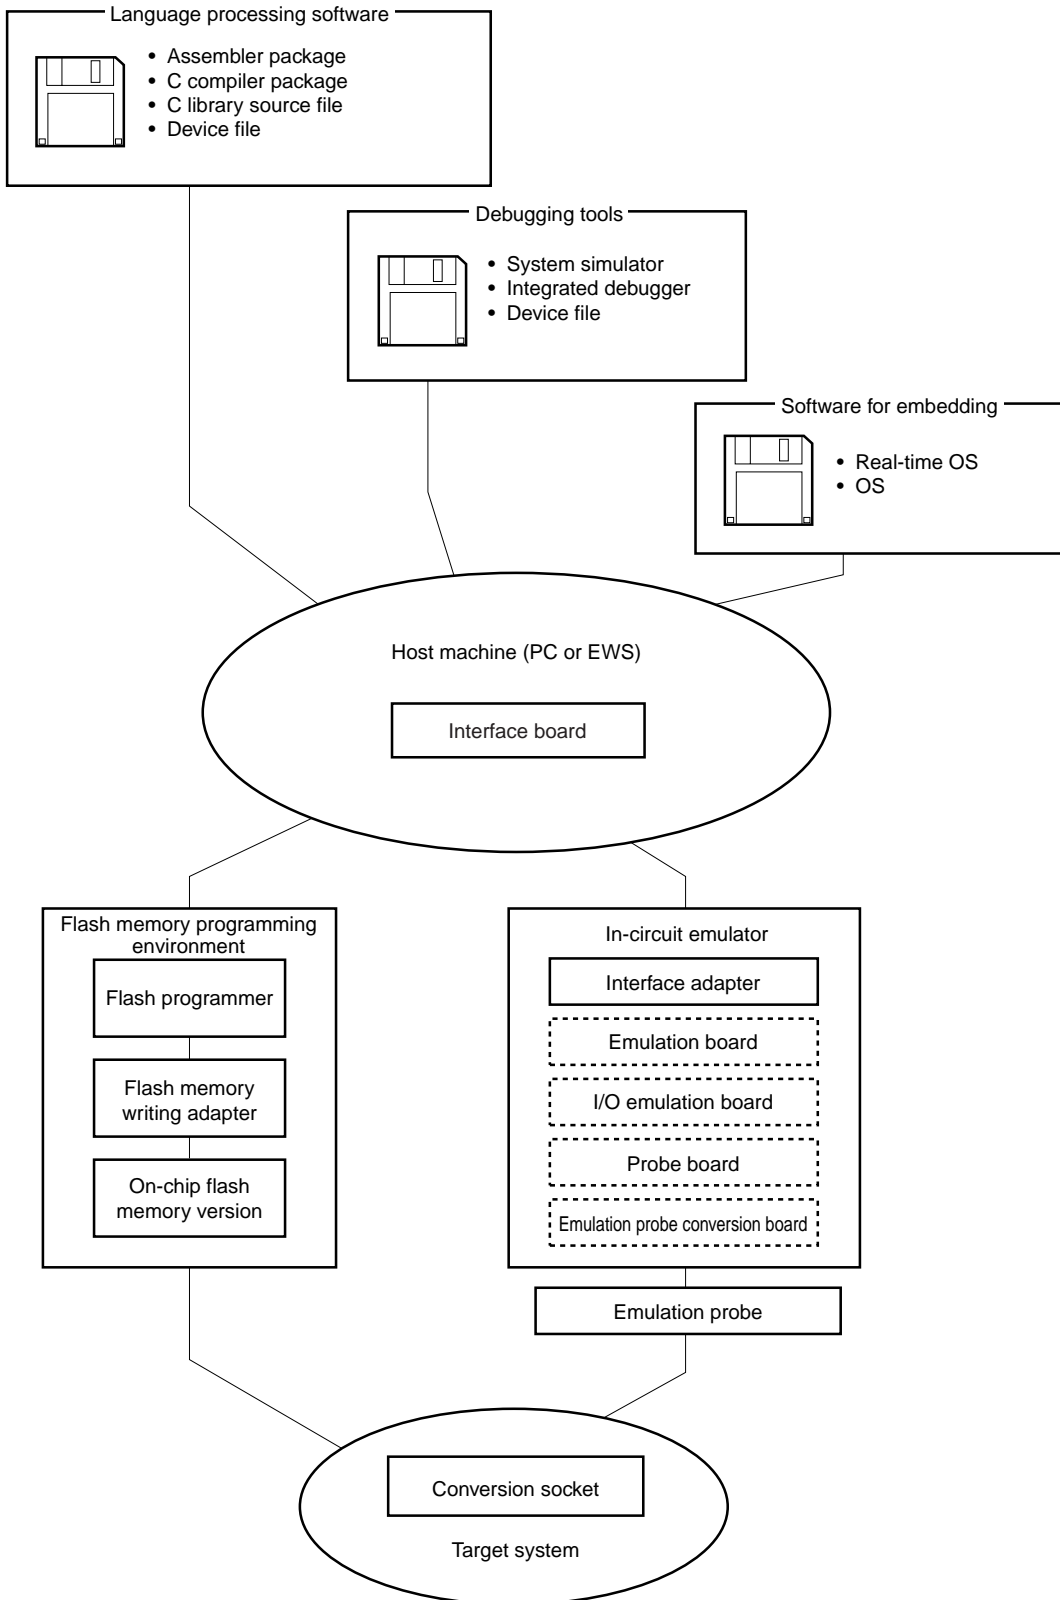 Language processing software
• Assembler package
• C compiler package
• C library source file
• Device file
Debugging tools
• System simulator
• Integrated debugger
• Device file
Software for embedding
• Real-time OS
• OS
Host machine (PC or EWS)
Interface board
Flash memory programming
environment
Flash programmer
Flash memory
writing adapter
On-chip flash
memory version
In-circuit emulator
Interface adapter
Emulation board
I/O emulation board
Probe board
Emulation probe conversion board
Emulation probe
Conversion socket
Target system